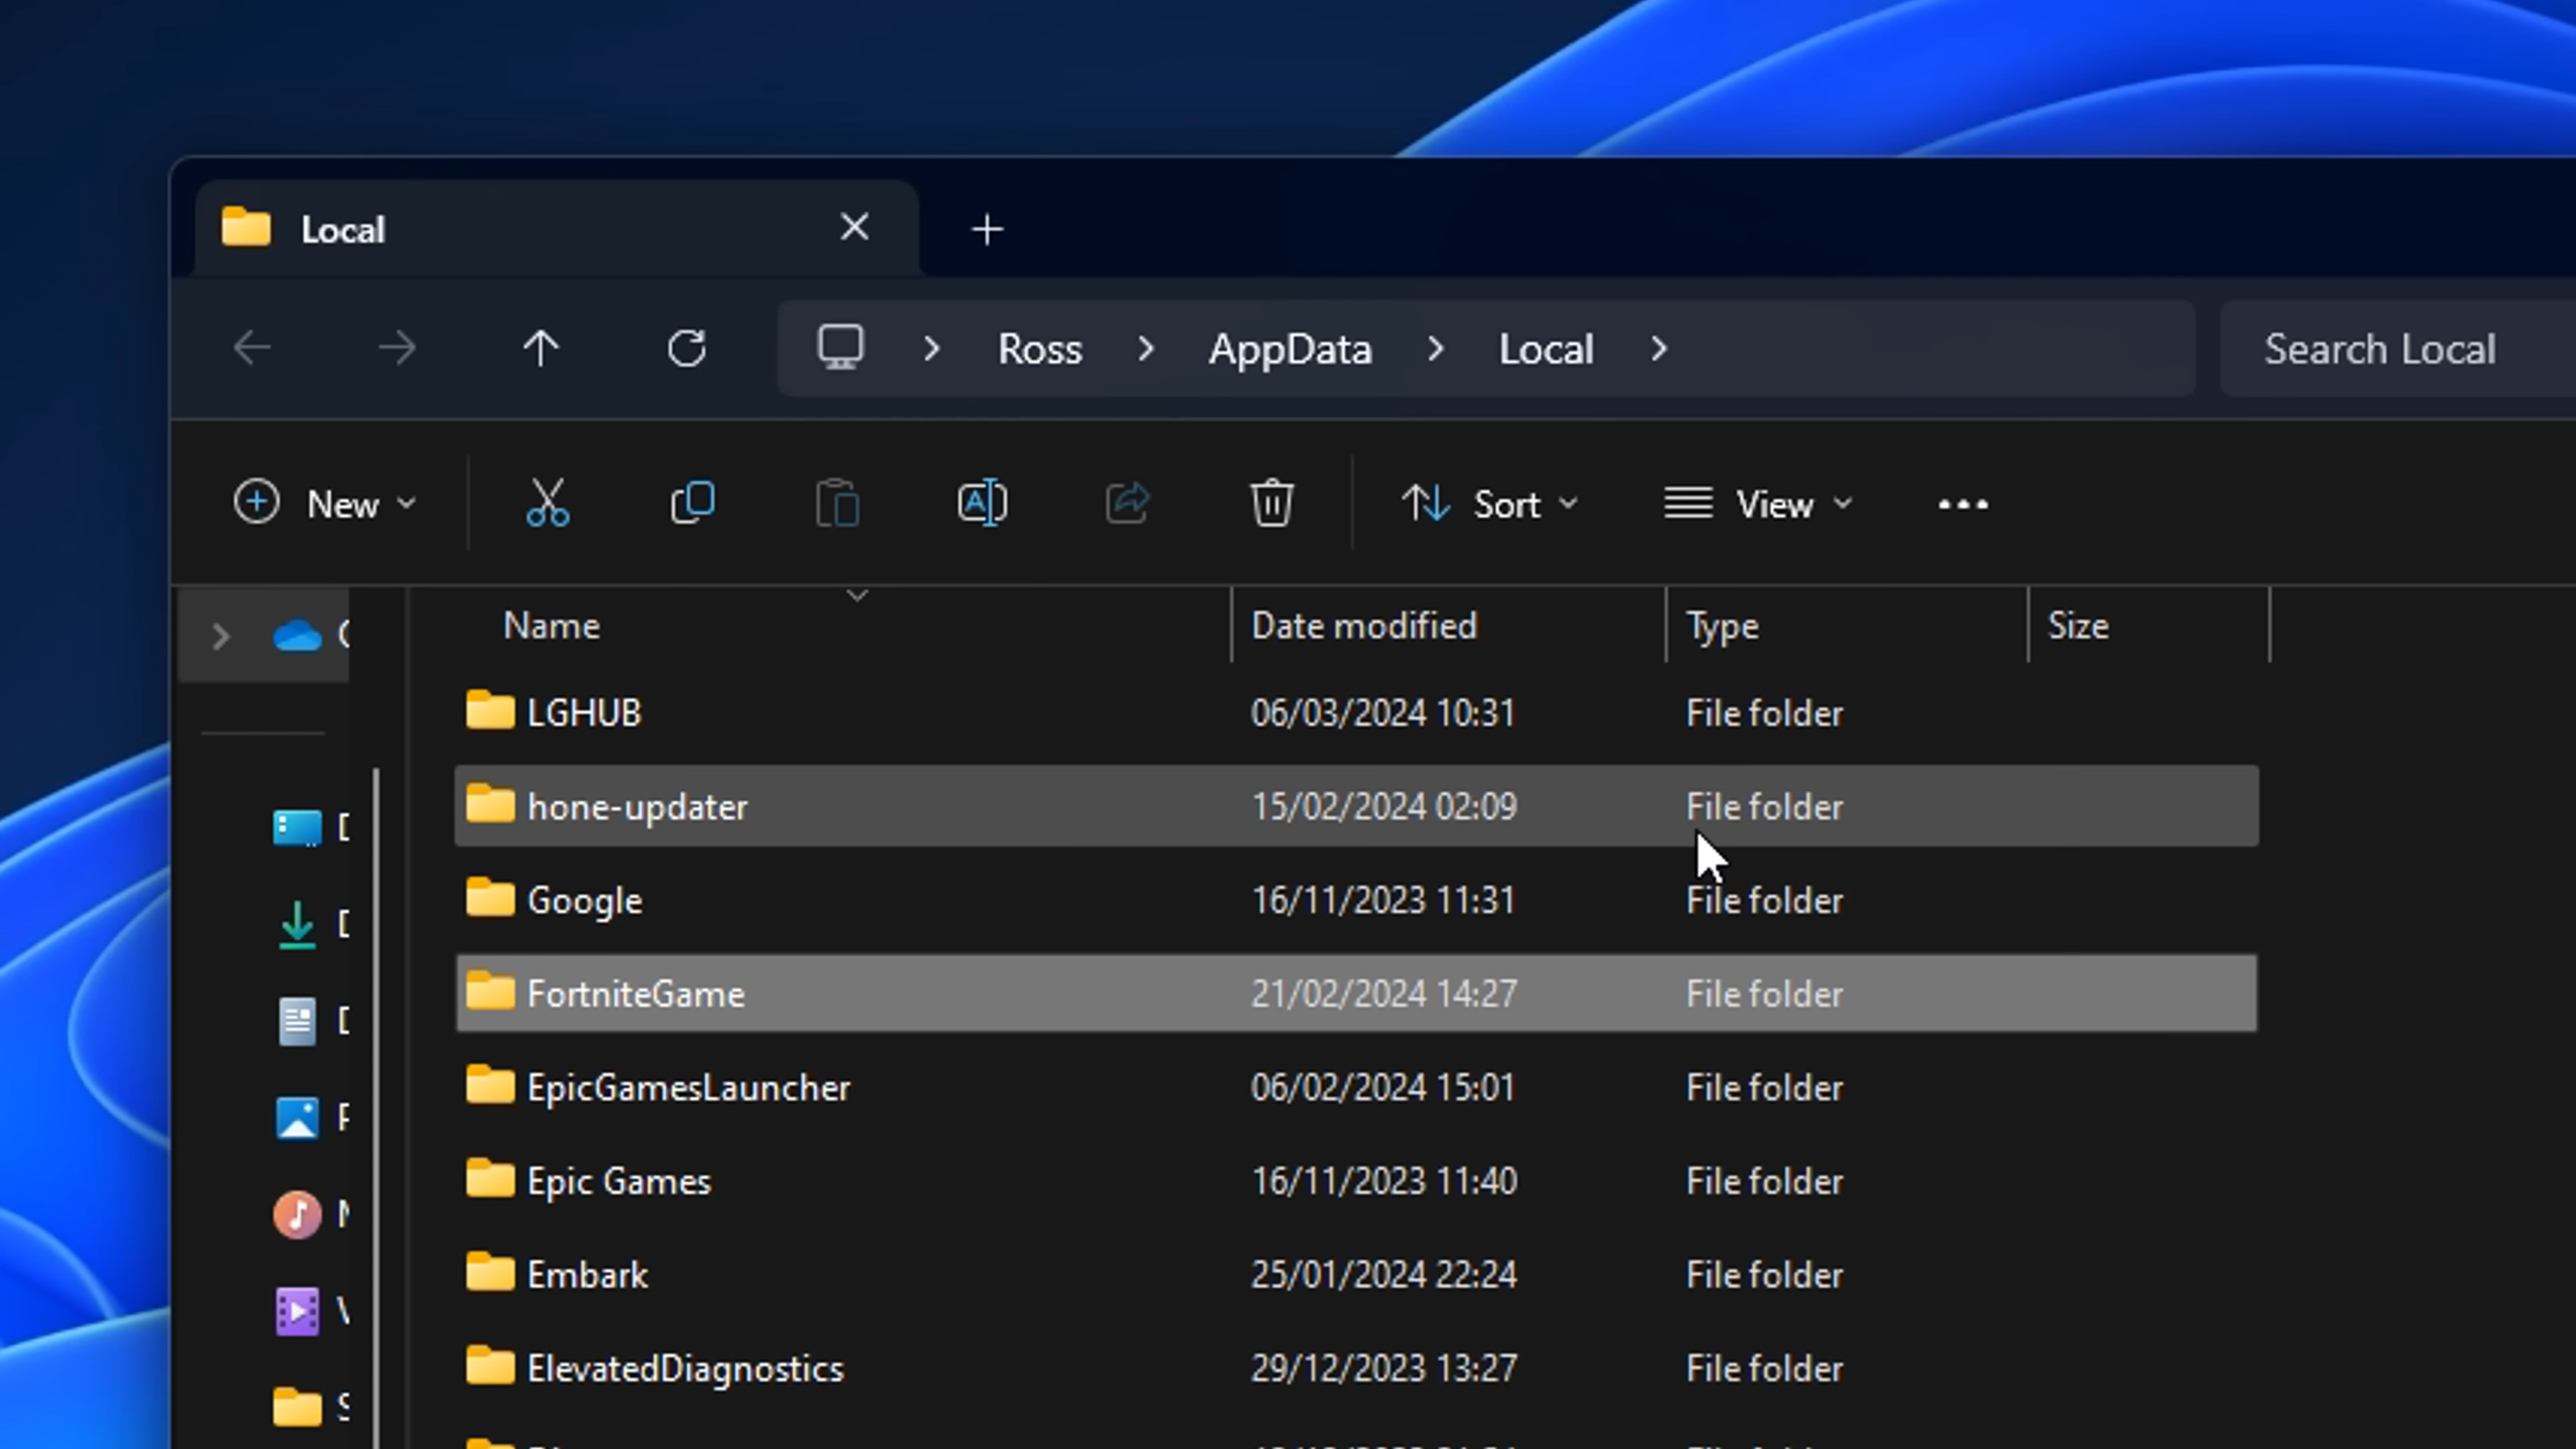 Local
Ross AppData Local
Search Local
New
Sort
View
Name Date modified Type Size
LGHUB 06/03/2024 10:31 File folder
hone-updater 15/02/2024 02:09 File folder
Google 16/11/2023 11:31 File folder
FortniteGame 21/02/2024 14:27 File folder
EpicGamesLauncher 06/02/2024 15:01 File folder
Epic Games 16/11/2023 11:40 File folder
Embark 25/01/2024 22:24 File folder
ElevatedDiagnostics 29/12/2023 13:27 File folder